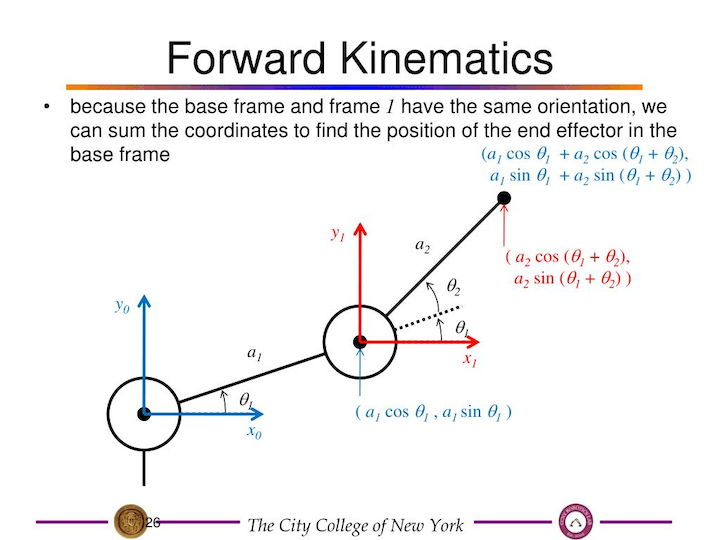 Forward Kinematics
• because the base frame and frame 1 have the same orientation, we
can sum the coordinates to find the position of the end effector in the
base frame
(a₁ cos θ₁ + a₂ cos (θ₁ + θ₂),
a₁ sin θ₁ + a₂ sin (θ₁ + θ₂) )
y₁
a₂
( a₂ cos (θ₁ + θ₂),
a₂ sin (θ₁ + θ₂) )
θ₂
y₀
θ₁
a₁
x₁
θ₁
( a₁ cos θ₁ , a₁ sin θ₁ )
x₀
26
The City College of New York